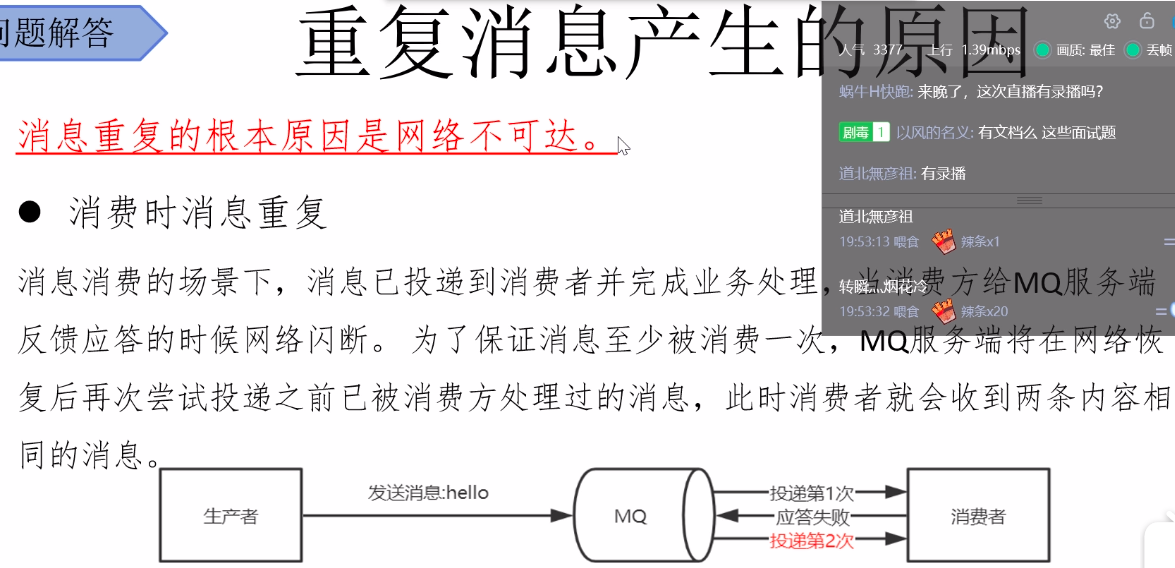 问题解答
重复消息产生的原因
人气 3377 上行 1.39mbps 画质: 最佳 丢帧
消息重复的根本原因是网络不可达。
蜗牛H快跑: 来晚了，这次直播有录播吗?
剧毒 1 以风的名义: 有文档么 这些面试题
道北無彦祖: 有录播
● 消费时消息重复
道北無彦祖
19:53:13 喂食 辣条x1
消息消费的场景下，消息已投递到消费者并完成业务处理，当消费方给MQ服务端
转瞬灬烟花冷
19:53:32 喂食 辣条x20
反馈应答的时候网络闪断。 为了保证消息至少被消费一次，MQ服务端将在网络恢
复后再次尝试投递之前已被消费方处理过的消息，此时消费者就会收到两条内容相
同的消息。
生产者
发送消息:hello
MQ
投递第1次
应答失败
投递第2次
消费者